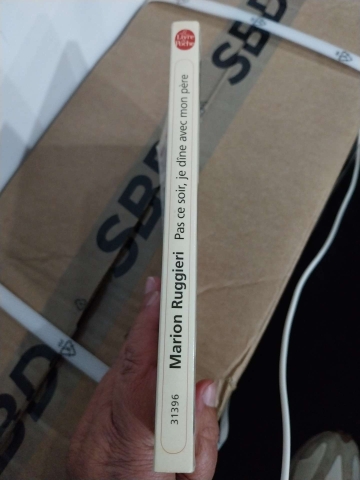 Le Livre de Poche
Marion Ruggieri Pas ce soir, je dîne avec mon père
31396
SBD
SBD
SBD